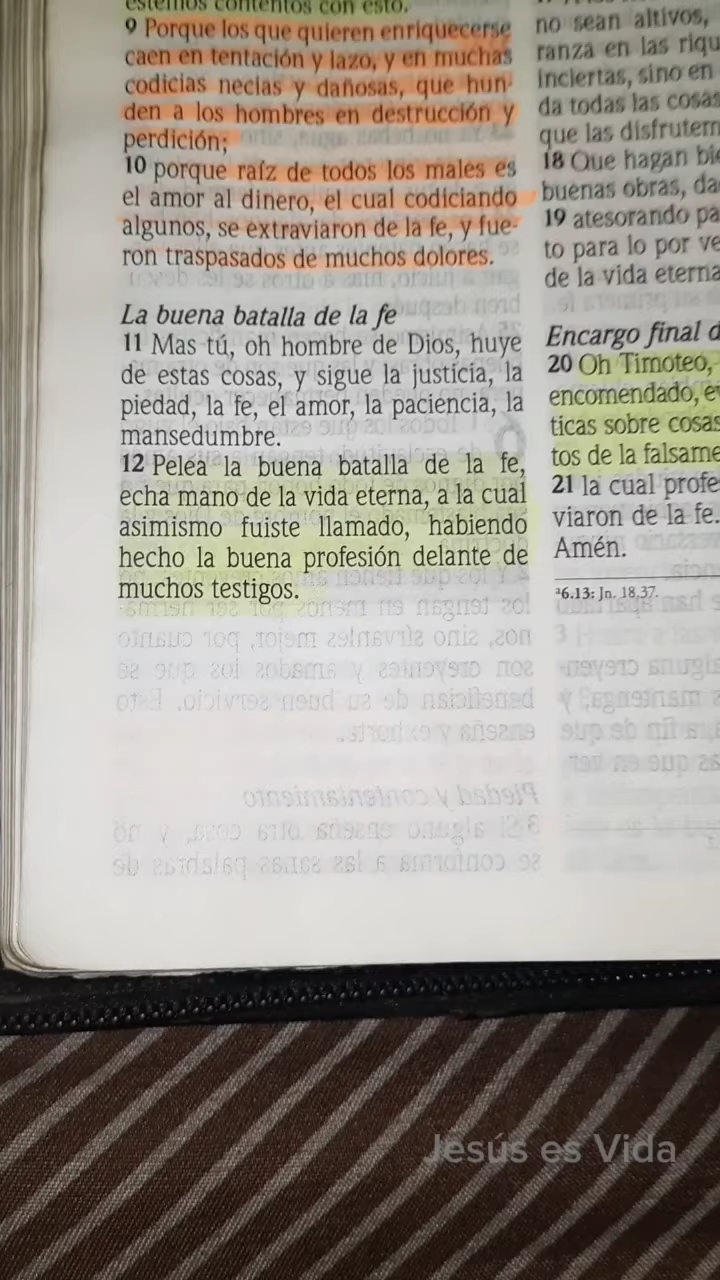 estemos contentos con esto.
9 Porque los que quieren enriquecerse
caen en tentación y lazo, y en muchas
codicias necias y dañosas, que hun-
den a los hombres en destrucción y
perdición;
10 porque raíz de todos los males es
el amor al dinero, el cual codiciando
algunos, se extraviaron de la fe, y fue-
ron traspasados de muchos dolores.
La buena batalla de la fe
11 Mas tú, oh hombre de Dios, huye
de estas cosas, y sigue la justicia, la
piedad, la fe, el amor, la paciencia, la
mansedumbre.
12 Pelea la buena batalla de la fe,
echa mano de la vida eterna, a la cual
asimismo fuiste llamado, habiendo
hecho la buena profesión delante de
muchos testigos.
no sean altivos,
ranza en las riqu
inciertas, sino en
da todas las cosas
que las disfrutem
18 Que hagan bie
buenas obras, da
19 atesorando pa
to para lo por ve
de la vida eterna
Encargo final d
20 Oh Timoteo,
encomendado, ev
ticas sobre cosas
tos de la falsame
21 la cual profe
viaron de la fe.
Amén.
ᵃ6.13: Jn. 18.37.
Jesús es Vida